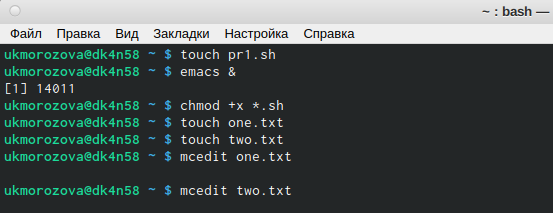 ~ : bash —
Файл Правка Вид Закладки Настройка Справка
ukmorozova@dk4n58 ~ $ touch pr1.sh
ukmorozova@dk4n58 ~ $ emacs &
[1] 14011
ukmorozova@dk4n58 ~ $ chmod +x *.sh
ukmorozova@dk4n58 ~ $ touch one.txt
ukmorozova@dk4n58 ~ $ touch two.txt
ukmorozova@dk4n58 ~ $ mcedit one.txt
ukmorozova@dk4n58 ~ $ mcedit two.txt